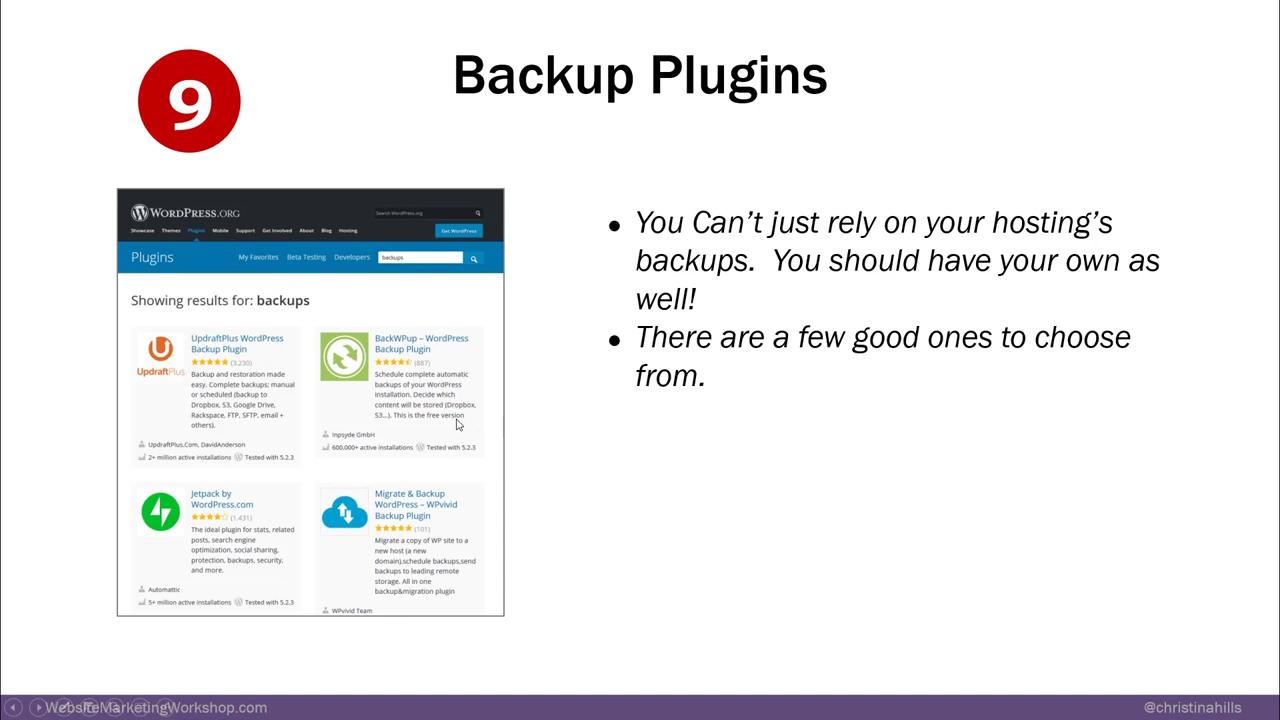 9
Backup Plugins
WORDPRESS.ORG
Search WordPress.org
Showcase Themes Plugins Mobile Support Get Involved About Blog Hosting
Get WordPress
Plugins
My Favorites Beta Testing Developers
backups
Showing results for: backups
UpdraftPlus
UpdraftPlus WordPress
Backup Plugin
(3,230)
Backup and restoration made
easy. Complete backups; manual
or scheduled (backup to
Dropbox, S3, Google Drive,
Rackspace, FTP, SFTP, email +
others).
UpdraftPlus.Com, DavidAnderson
2+ million active installations Tested with 5.2.3
BackWPup – WordPress
Backup Plugin
(887)
Schedule complete automatic
backups of your WordPress
installation. Decide which
content will be stored (Dropbox,
S3...). This is the free version
Inpsyde GmbH
600,000+ active installations Tested with 5.2.3
Jetpack by
WordPress.com
(1,431)
The ideal plugin for stats, related
posts, search engine
optimization, social sharing,
protection, backups, security,
and more.
Automattic
5+ million active installations Tested with 5.2.3
Migrate & Backup
WordPress – WPvivid
Backup Plugin
(101)
Migrate a copy of WP site to a
new host (a new
domain),schedule backups,send
backups to leading remote
storage. All in one
backup&migration plugin
WPvivid Team
• You Can't just rely on your hosting's
backups. You should have your own as
well!
• There are a few good ones to choose
from.
WebsiteMarketingWorkshop.com
@christinahills